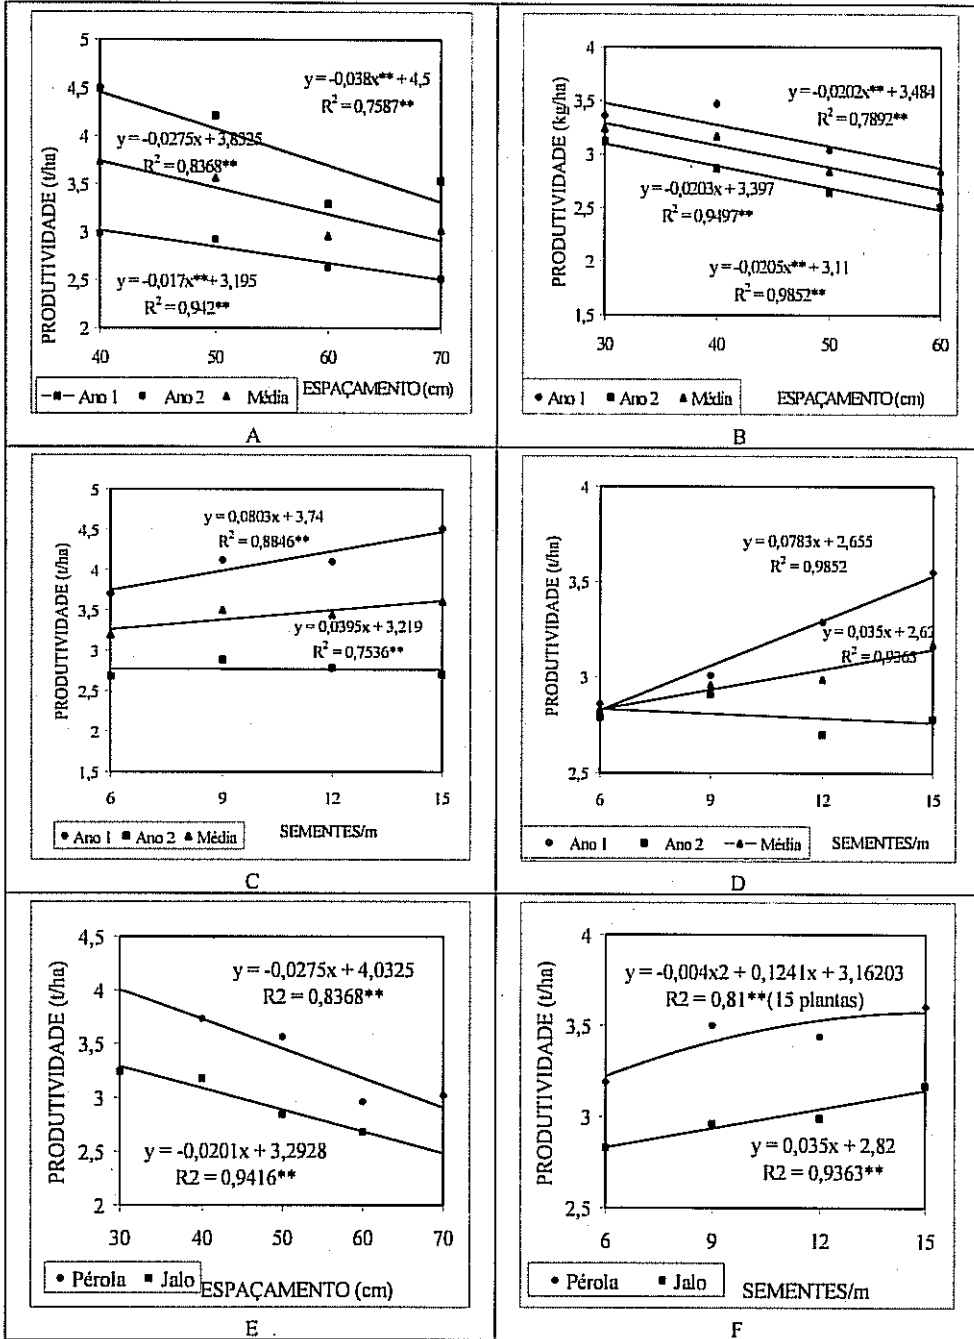 5
4,5
4
3,5
3
2,5
2
PRODUTIVIDADE (t/ha)
y = -0,038x** + 4,5
R² = 0,7587**
y = -0,0275x + 3,8525
R² = 0,8368**
y = -0,017x** + 3,195
R² = 0,942**
40 50 60 70
Ano 1 Ano 2 Média ESPAÇAMENTO (cm)
A
4
3,5
3
2,5
2
1,5
PRODUTIVIDADE (kg/ha)
y = -0,0202x** + 3,484
R² = 0,7892**
y = -0,0203x + 3,397
R² = 0,9497**
y = -0,0205x** + 3,11
R² = 0,9852**
30 40 50 60
Ano 1 Ano 2 Média ESPAÇAMENTO (cm)
B
5
4,5
4
3,5
3
2,5
2
1,5
PRODUTIVIDADE (t/ha)
y = 0,0803x + 3,74
R² = 0,8846**
y = 0,0395x + 3,219
R² = 0,7536**
6 9 12 15
Ano 1 Ano 2 Média SEMENTES/m
C
4
3,5
3
2,5
PRODUTIVIDADE (t/ha)
y = 0,0783x + 2,655
R² = 0,9852
y = 0,035x + 2,62
R² = 0,9363
6 9 12 15
Ano 1 Ano 2 Média SEMENTES/m
D
4,5
4
3,5
3
2,5
2
PRODUTIVIDADE (t/ha)
y = -0,0275x + 4,0325
R2 = 0,8368**
y = -0,0201x + 3,2928
R2 = 0,9416**
30 40 50 60 70
Pérola Jalo ESPAÇAMENTO (cm)
E
4
3,5
3
2,5
PRODUTIVIDADE (t/ha)
y = -0,004x2 + 0,1241x + 3,16203
R2 = 0,81**(15 plantas)
y = 0,035x + 2,82
R2 = 0,9363**
6 9 12 15
Pérola Jalo SEMENTES/m
F